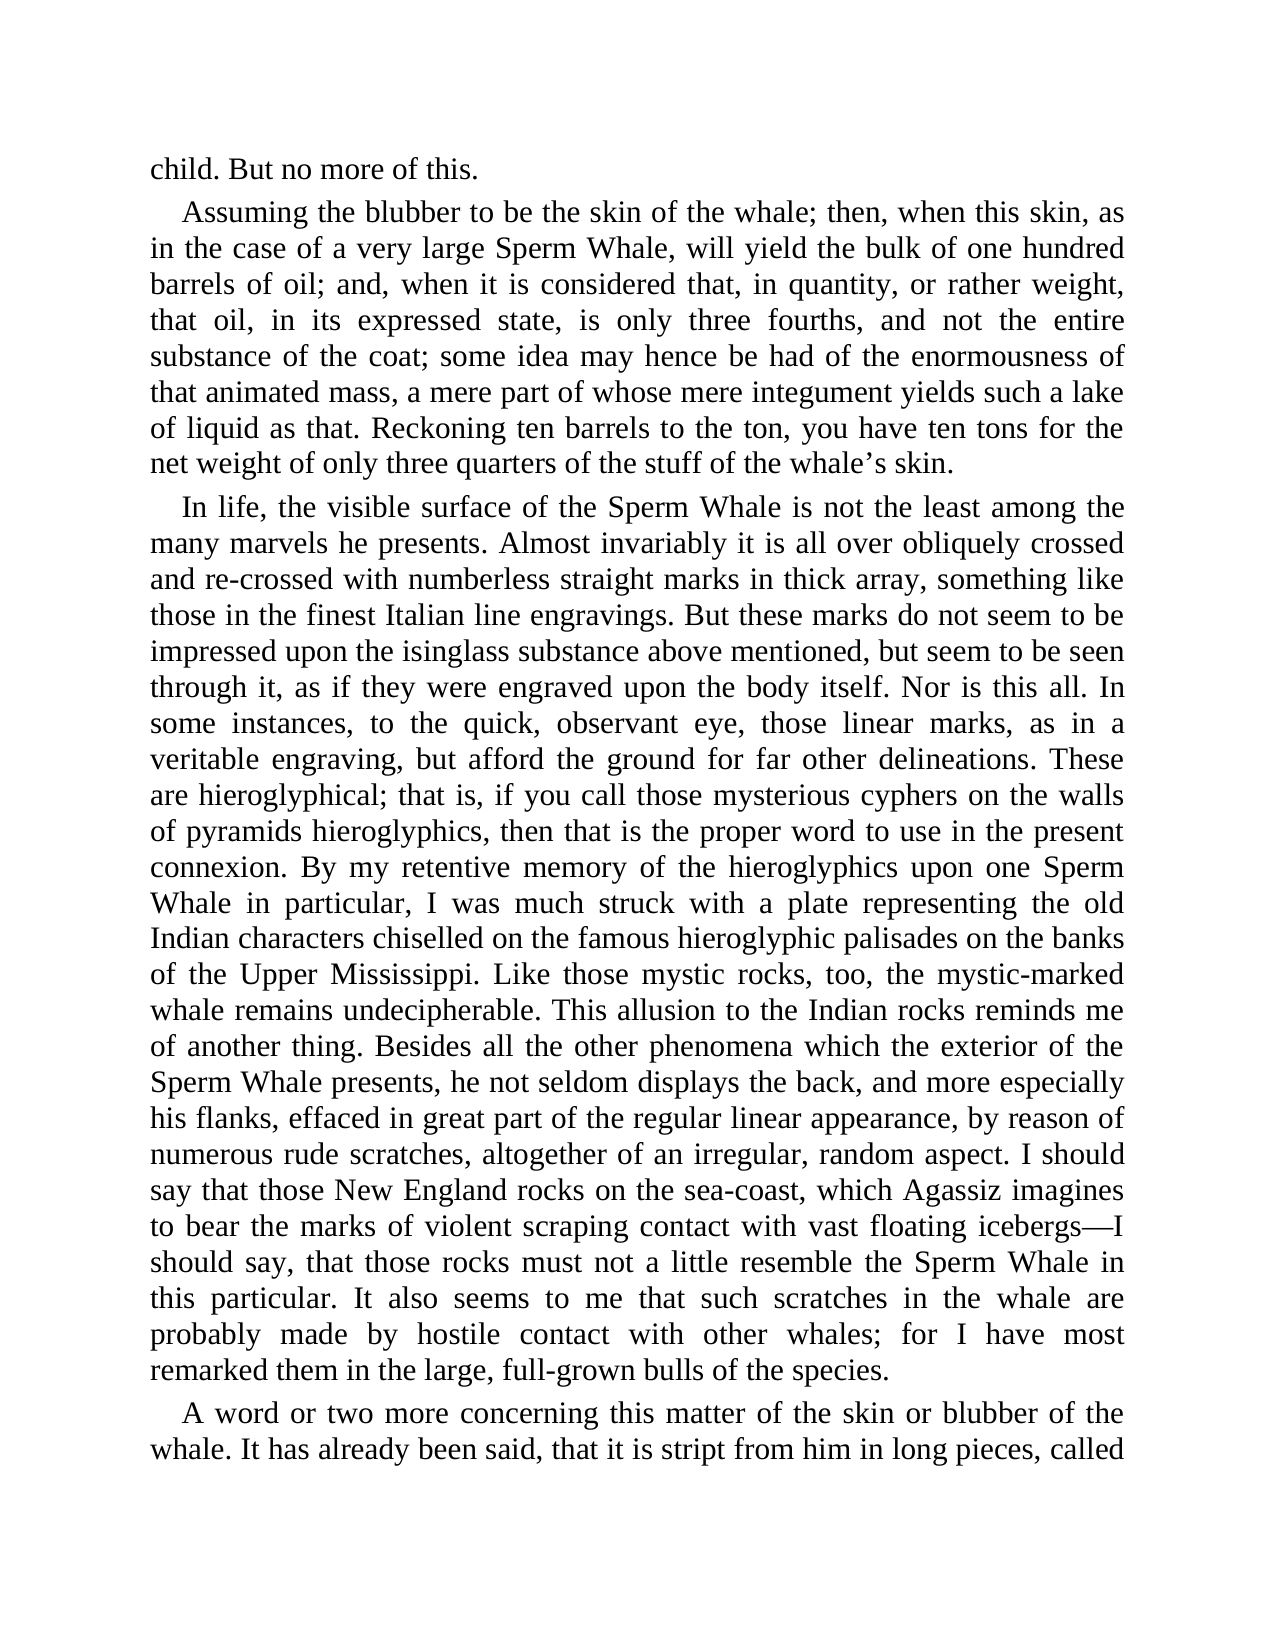 child. But no more of this.
Assuming the blubber to be the skin of the whale; then, when this skin, as
in the case of a very large Sperm Whale, will yield the bulk of one hundred
barrels of oil; and, when it is considered that, in quantity, or rather weight,
that oil, in its expressed state, is only three fourths, and not the entire
substance of the coat; some idea may hence be had of the enormousness of
that animated mass, a mere part of whose mere integument yields such a lake
of liquid as that. Reckoning ten barrels to the ton, you have ten tons for the
net weight of only three quarters of the stuff of the whale’s skin.
In life, the visible surface of the Sperm Whale is not the least among the
many marvels he presents. Almost invariably it is all over obliquely crossed
and re-crossed with numberless straight marks in thick array, something like
those in the finest Italian line engravings. But these marks do not seem to be
impressed upon the isinglass substance above mentioned, but seem to be seen
through it, as if they were engraved upon the body itself. Nor is this all. In
some instances, to the quick, observant eye, those linear marks, as in a
veritable engraving, but afford the ground for far other delineations. These
are hieroglyphical; that is, if you call those mysterious cyphers on the walls
of pyramids hieroglyphics, then that is the proper word to use in the present
connexion. By my retentive memory of the hieroglyphics upon one Sperm
Whale in particular, I was much struck with a plate representing the old
Indian characters chiselled on the famous hieroglyphic palisades on the banks
of the Upper Mississippi. Like those mystic rocks, too, the mystic-marked
whale remains undecipherable. This allusion to the Indian rocks reminds me
of another thing. Besides all the other phenomena which the exterior of the
Sperm Whale presents, he not seldom displays the back, and more especially
his flanks, effaced in great part of the regular linear appearance, by reason of
numerous rude scratches, altogether of an irregular, random aspect. I should
say that those New England rocks on the sea-coast, which Agassiz imagines
to bear the marks of violent scraping contact with vast floating icebergs—I
should say, that those rocks must not a little resemble the Sperm Whale in
this particular. It also seems to me that such scratches in the whale are
probably made by hostile contact with other whales; for I have most
remarked them in the large, full-grown bulls of the species.
A word or two more concerning this matter of the skin or blubber of the
whale. It has already been said, that it is stript from him in long pieces, called